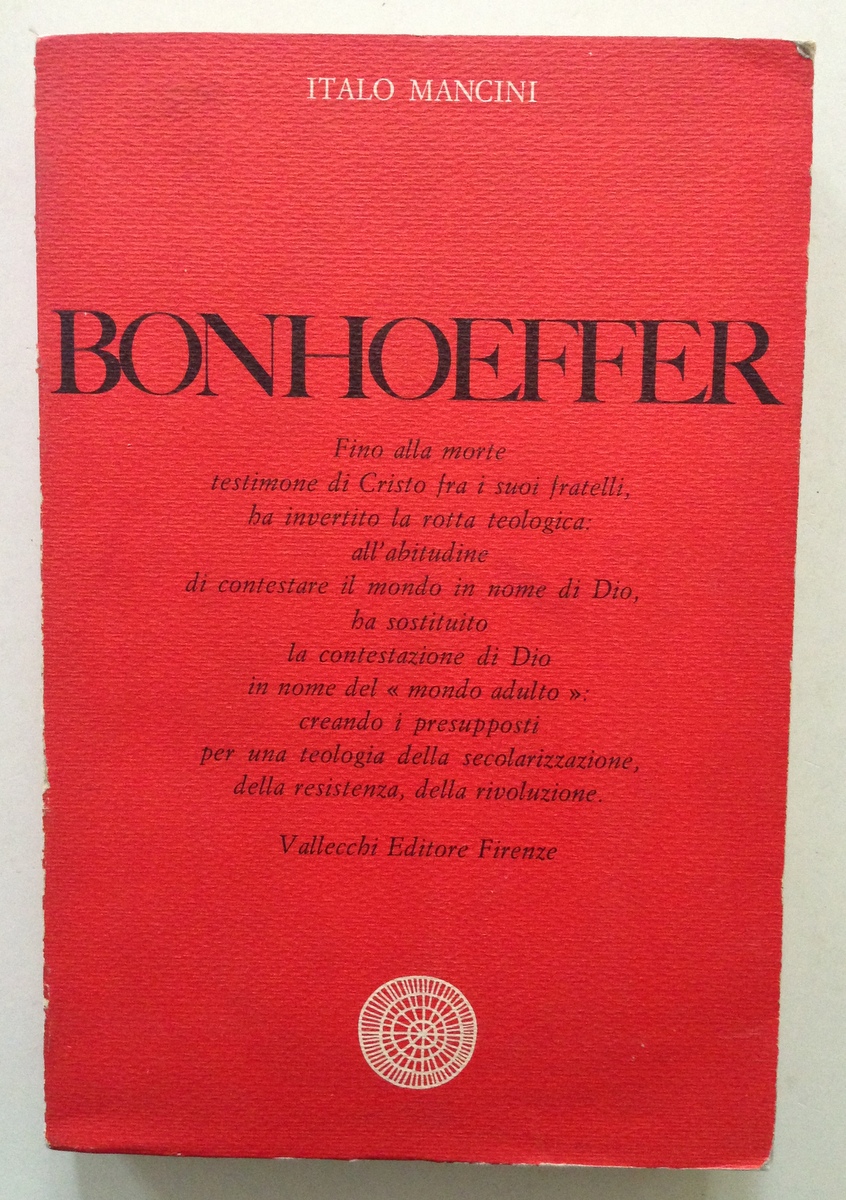 ITALO MANCINI
BONHOEFFER
Fino alla morte
testimone di Cristo fra i suoi fratelli,
ha invertito la rotta teologica:
all'abitudine
di contestare il mondo in nome di Dio,
ha sostituito
la contestazione di Dio
in nome del « mondo adulto »:
creando i presupposti
per una teologia della secolarizzazione,
della resistenza, della rivoluzione.
Vallecchi Editore Firenze